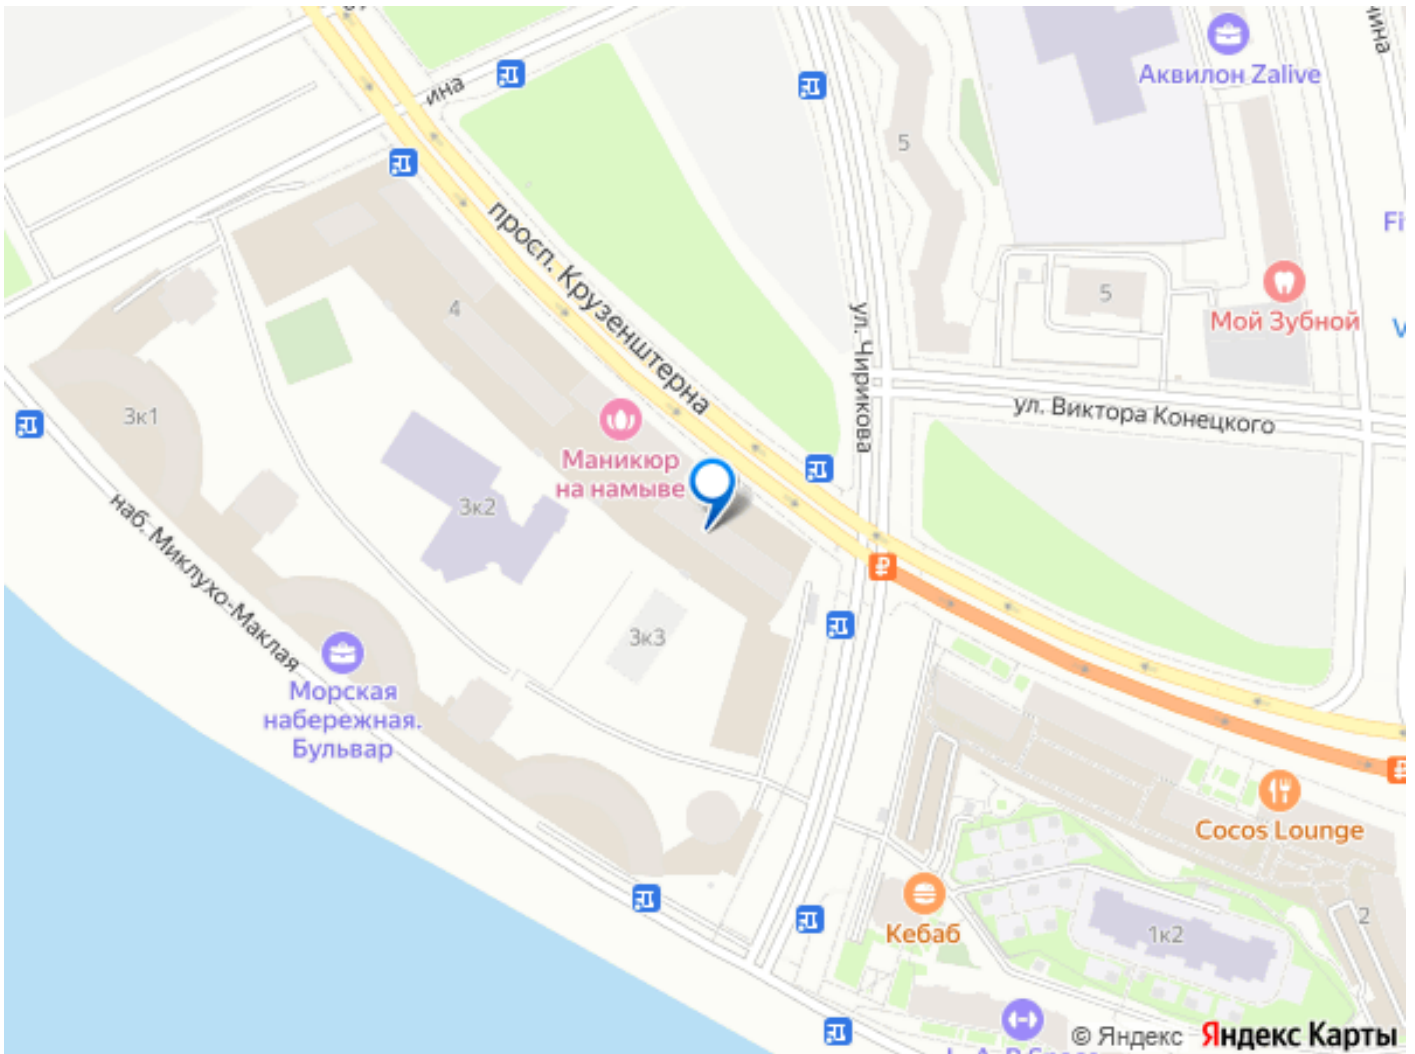 Аквилон Zalive
ина
5
просп. Крузенштерна
Мой Зубной
5
4
ул. Чирикова
ул. Виктора Конецкого
3к1
Маникюр
на намыве
3к2
наб. Миклухо-Маклая
3к3
Морская
набережная.
Бульвар
₽
₽
Cocos Lounge
2
Кебаб
1к2
© Яндекс Яндекс Карты